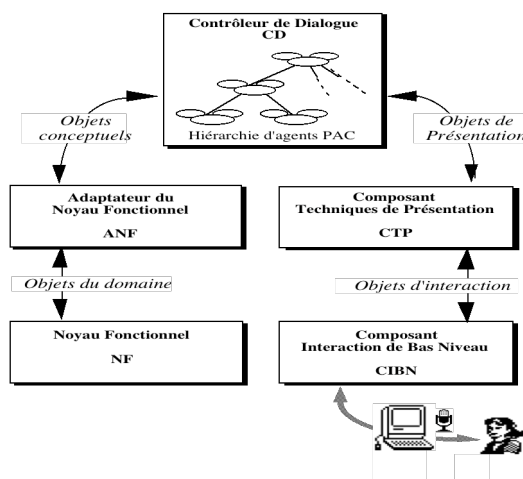 Contrôleur de Dialogue
CD
Hiérarchie d'agents PAC
Objets
conceptuels
Objets de
Présentation
Adaptateur du
Noyau Fonctionnel
ANF
Composant
Techniques de Présentation
CTP
Objets du domaine
Objets d'interaction
Noyau Fonctionnel
NF
Composant
Interaction de Bas Niveau
CIBN